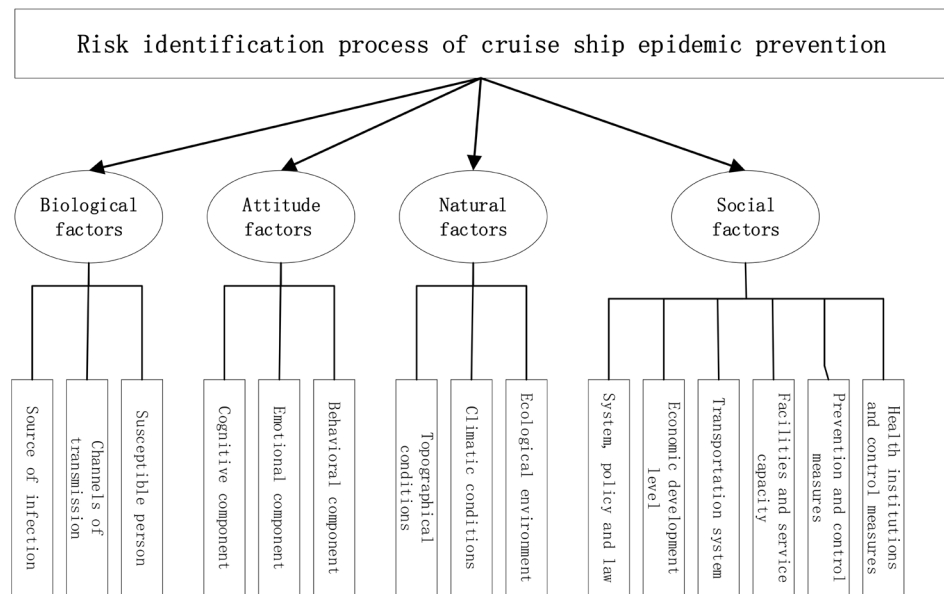 Risk identification process of cruise ship epidemic prevention
Biological
factors
Attitude
factors
Natural
factors
Social
factors
Source of infection
Channels of
transmission
Susceptible person
Cognitive component
Emotional component
Behavioral component
Topographical
conditions
Climatic conditions
Ecological environment
System, policy and law
Economic development
level
Transportation system
Facilities and service
capacity
Prevention and control
measures
Health institutions
and control measures